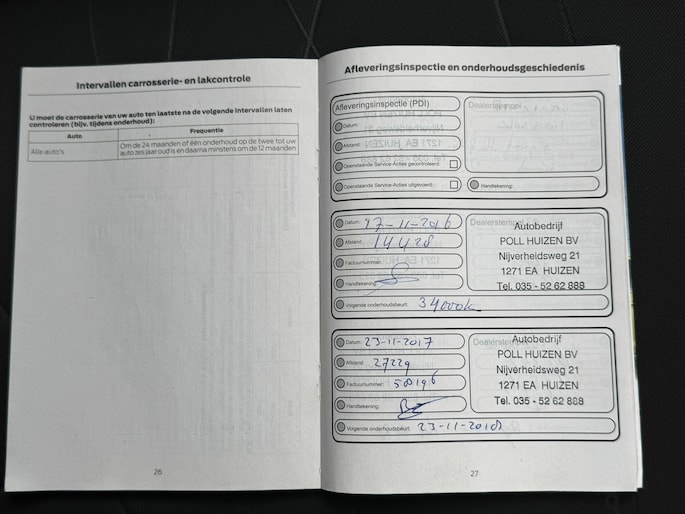 Intervallen carrosserie- en lakcontrole
U moet de carrosserie van uw auto ten laatste na de volgende intervallen laten
controleren (bijv. tijdens onderhoud):
Auto Frequentie
Alle auto's Om de 24 maanden of één onderhoud op de twee tot uw
auto zes jaar oud is en daarna minstens om de 12 maanden
26
Afleveringsinspectie en onderhoudsgeschiedenis
Afleveringsinspectie (PDI)
Datum:
Afstand:
Openstaande Service-Acties gecontroleerd:
Openstaande Service-Acties uitgevoerd:
Dealerstempel
Handtekening:
Datum: 17-11-2016
Afstand: 14428
Factuurnummer:
Handtekening:
Volgende onderhoudsbeurt: 34000k
Dealerstempel
Autobedrijf
POLL HUIZEN BV
Nijverheidsweg 21
1271 EA HUIZEN
Tel. 035 - 52 62 888
Datum: 23-11-2017
Afstand: 27229
Factuurnummer: 508196
Handtekening:
Volgende onderhoudsbeurt: 23-11-2018
Dealerstempel
Autobedrijf
POLL HUIZEN BV
Nijverheidsweg 21
1271 EA HUIZEN
Tel. 035 - 52 62 888
27